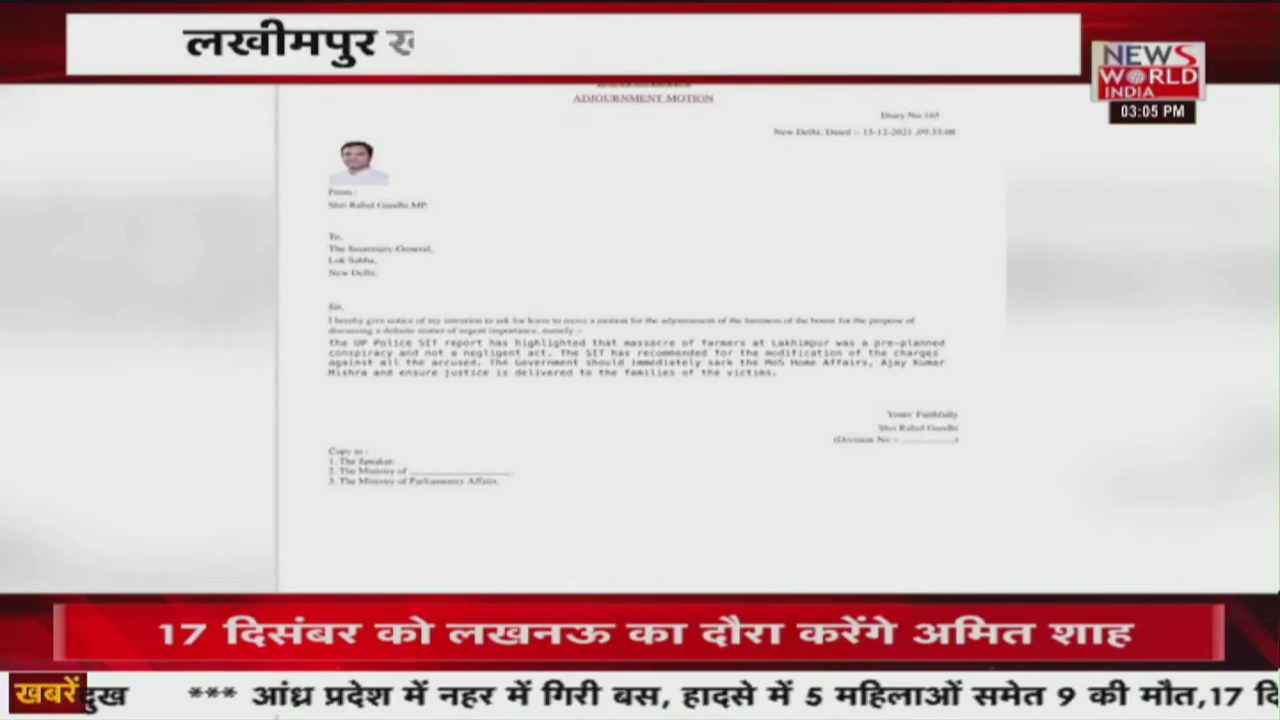 लखीमपुर
NEWS
WORLD
INDIA
03:05 PM
ADJOURNMENT MOTION
Diary No:165
New Delhi, Dated :- 15-12-2021 ,09:35:08
From :
Shri Rahul Gandhi,MP.
To,
The Secretary-General,
Lok Sabha,
New Delhi.
Sir,
I hereby give notice of my intention to ask for leave to move a motion for the adjournment of the business of the house for the purpose of
discussing a definite matter of urgent importance, namely :-
the UP Police SIT report has highlighted that massacre of farmers at Lakhimpur was a pre-planned
conspiracy and not a negligent act. The SIT has recommended for the modification of the charges
against all the accused. The Government should immediately sack the MoS Home Affairs, Ajay Kumar
Mishra and ensure justice is delivered to the families of the victims.
Yours' Faithfully
Shri Rahul Gandhi
(Division No :- ..............)
Copy to :
1. The Speaker.
2. The Ministry of ____________________.
3. The Ministry of Parliamentry Affairs.
17 दिसंबर को लखनऊ का दौरा करेंगे अमित शाह
खबरें दुख *** आंध्र प्रदेश में नहर में गिरी बस, हादसे में 5 महिलाओं समेत 9 की मौत,17 दि